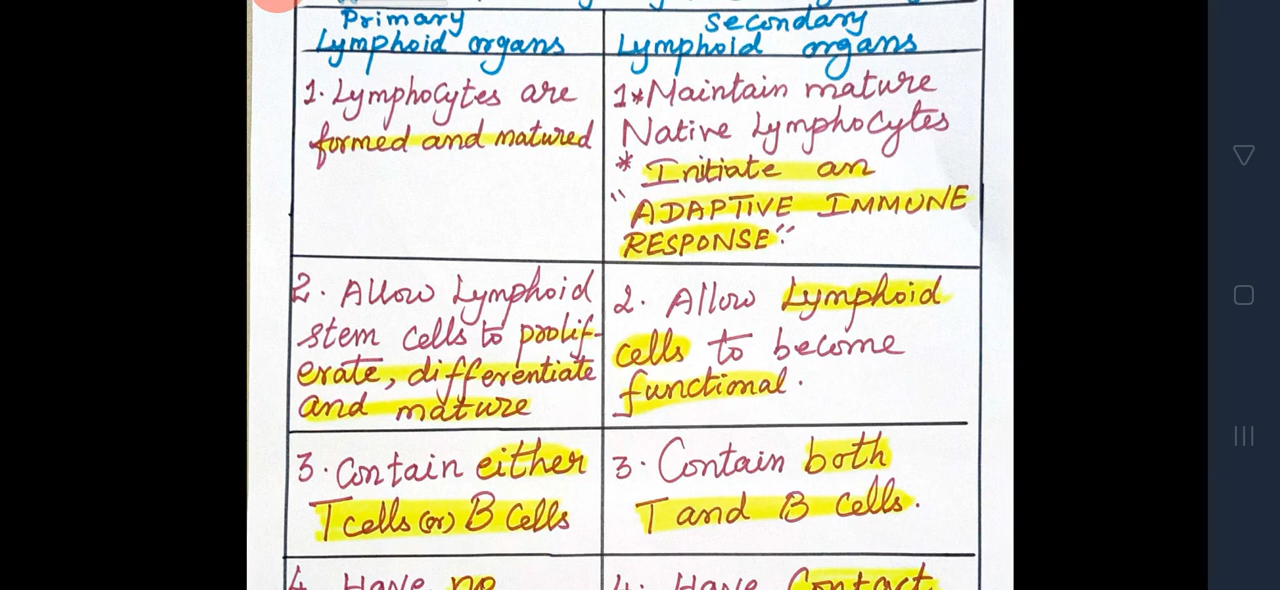 Primary
Lymphoid organs
Secondary
Lymphoid organs
1. Lymphocytes are
formed and matured
1* Maintain mature
Native Lymphocytes
* Initiate an
"ADAPTIVE IMMUNE
RESPONSE"
2. Allow Lymphoid
stem cells to prolif-
erate, differentiate
and mature
2. Allow Lymphoid
cells to become
functional.
3. Contain either
T cells (or) B cells
3. Contain both
T and B cells.
4. Have no
4. Have Contact